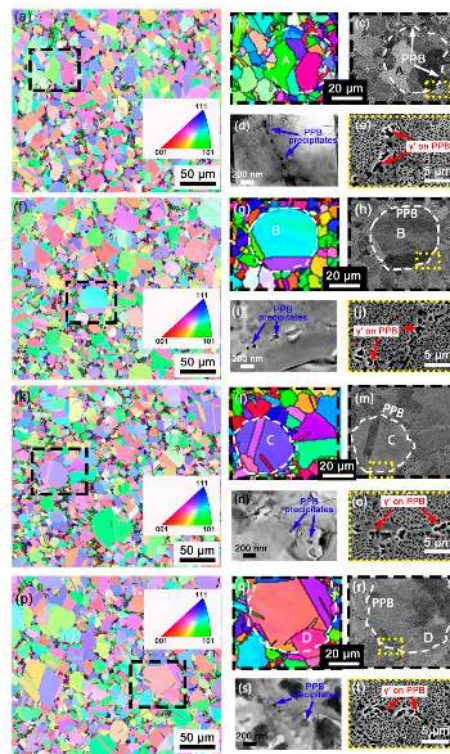 (a)
111
001 101
50 µm
(b)
A
20 µm
(c)
PPB
A
(d)
PPB
precipitates
200 nm
(e)
γ' on PPB
5 µm
(f)
111
001 101
50 µm
(g)
B
20 µm
(h)
PPB
B
(i)
PPB
precipitates
200 nm
(j)
γ' on PPB
5 µm
(k)
111
001 101
50 µm
(l)
C
20 µm
(m)
PPB
C
(n)
PPB
precipitates
200 nm
(o)
γ' on PPB
5 µm
(p)
111
001 101
50 µm
(q)
D
20 µm
(r)
PPB
D
(s)
PPB
precipitates
200 nm
(t)
γ' on PPB
5 µm